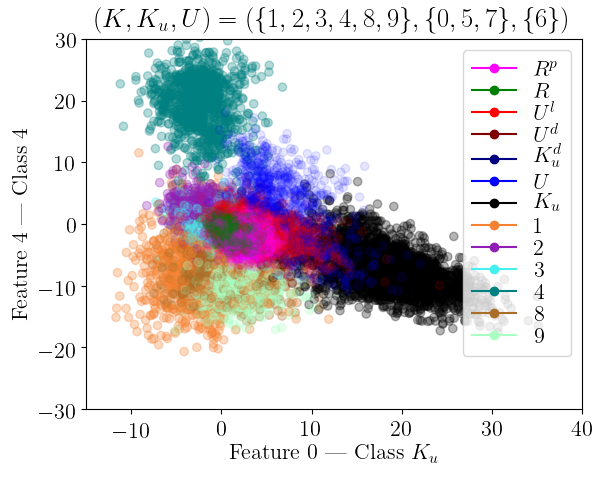 (K, K_u, U) = ({1, 2, 3, 4, 8, 9}, {0, 5, 7}, {6})
30
20
10
0
−10
−20
−30
Feature 4 — Class 4
R^p
R
U^l
U^d
K_u^d
U
K_u
1
2
3
4
8
9
−10
0
10
20
30
40
Feature 0 — Class K_u